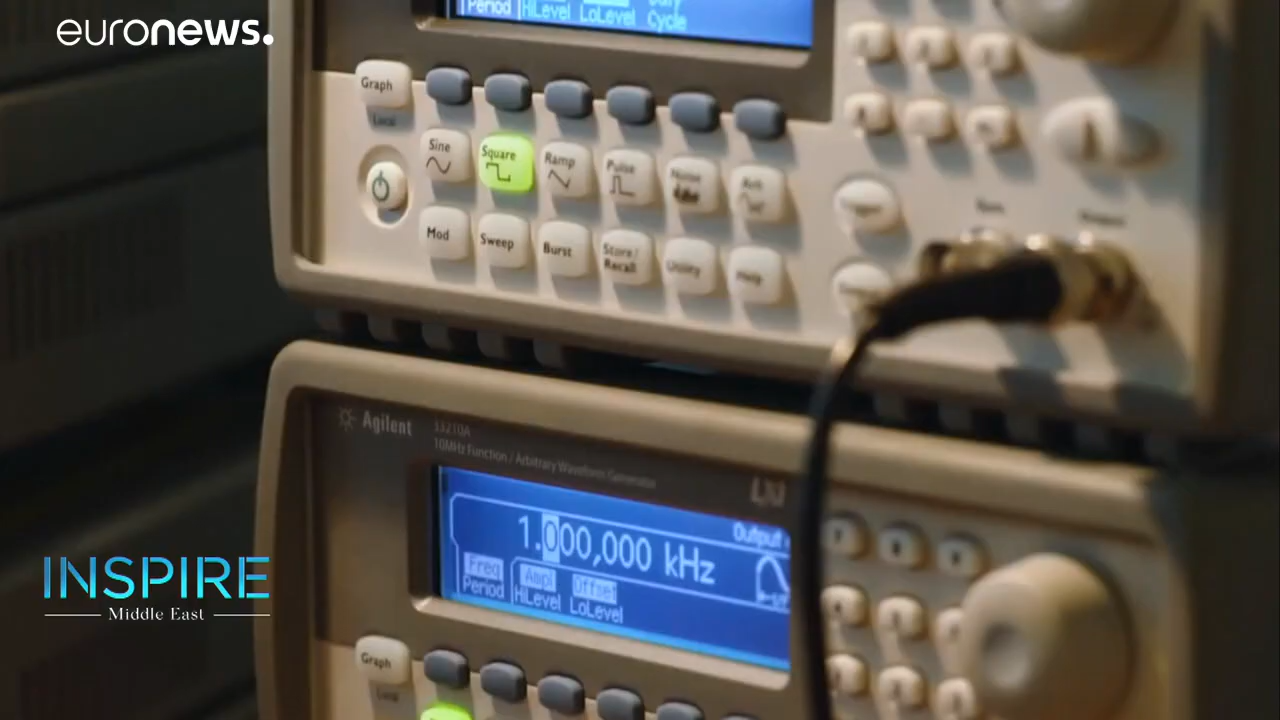 euronews.
Period HiLevel LoLevel Cycle
Graph
Local
Sine Square Ramp Pulse Noise Arb
Mod Sweep Burst Store/ Recall Utility Help
Agilent 33210A
10MHz Function / Arbitrary Waveform Generator
LXI
Output
1.000,000 kHz
Freq Ampl Offset
Period HiLevel LoLevel
INSPIRE
Middle East
Graph
Local